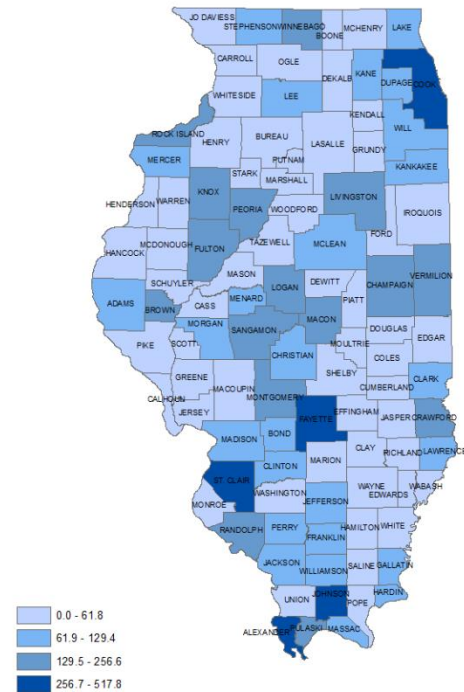 JO DAVIESS
STEPHENSON
WINNEBAGO
BOONE
MCHENRY
LAKE
CARROLL
OGLE
DEKALB
KANE
DUPAGE
COOK
WHITESIDE
LEE
KENDALL
WILL
ROCK ISLAND
HENRY
BUREAU
LASALLE
GRUNDY
MERCER
PUTNAM
KANKAKEE
STARK
MARSHALL
KNOX
LIVINGSTON
HENDERSON
WARREN
PEORIA
WOODFORD
IROQUOIS
FORD
HANCOCK
MCDONOUGH
FULTON
TAZEWELL
MCLEAN
SCHUYLER
MASON
VERMILION
ADAMS
BROWN
CASS
MENARD
LOGAN
DEWITT
CHAMPAIGN
PIATT
MORGAN
SANGAMON
MACON
DOUGLAS
PIKE
SCOTT
CHRISTIAN
MOULTRIE
EDGAR
COLES
GREENE
MACOUPIN
SHELBY
CUMBERLAND
CLARK
CALHOUN
JERSEY
MONTGOMERY
FAYETTE
EFFINGHAM
JASPER
CRAWFORD
MADISON
BOND
CLAY
RICHLAND
LAWRENCE
ST. CLAIR
CLINTON
MARION
MONROE
WASHINGTON
JEFFERSON
WAYNE
EDWARDS
WABASH
RANDOLPH
PERRY
HAMILTON
WHITE
FRANKLIN
JACKSON
WILLIAMSON
SALINE
GALLATIN
UNION
JOHNSON
POPE
HARDIN
ALEXANDER
PULASKI
MASSAC
0.0 - 61.8
61.9 - 129.4
129.5 - 256.6
256.7 - 517.8